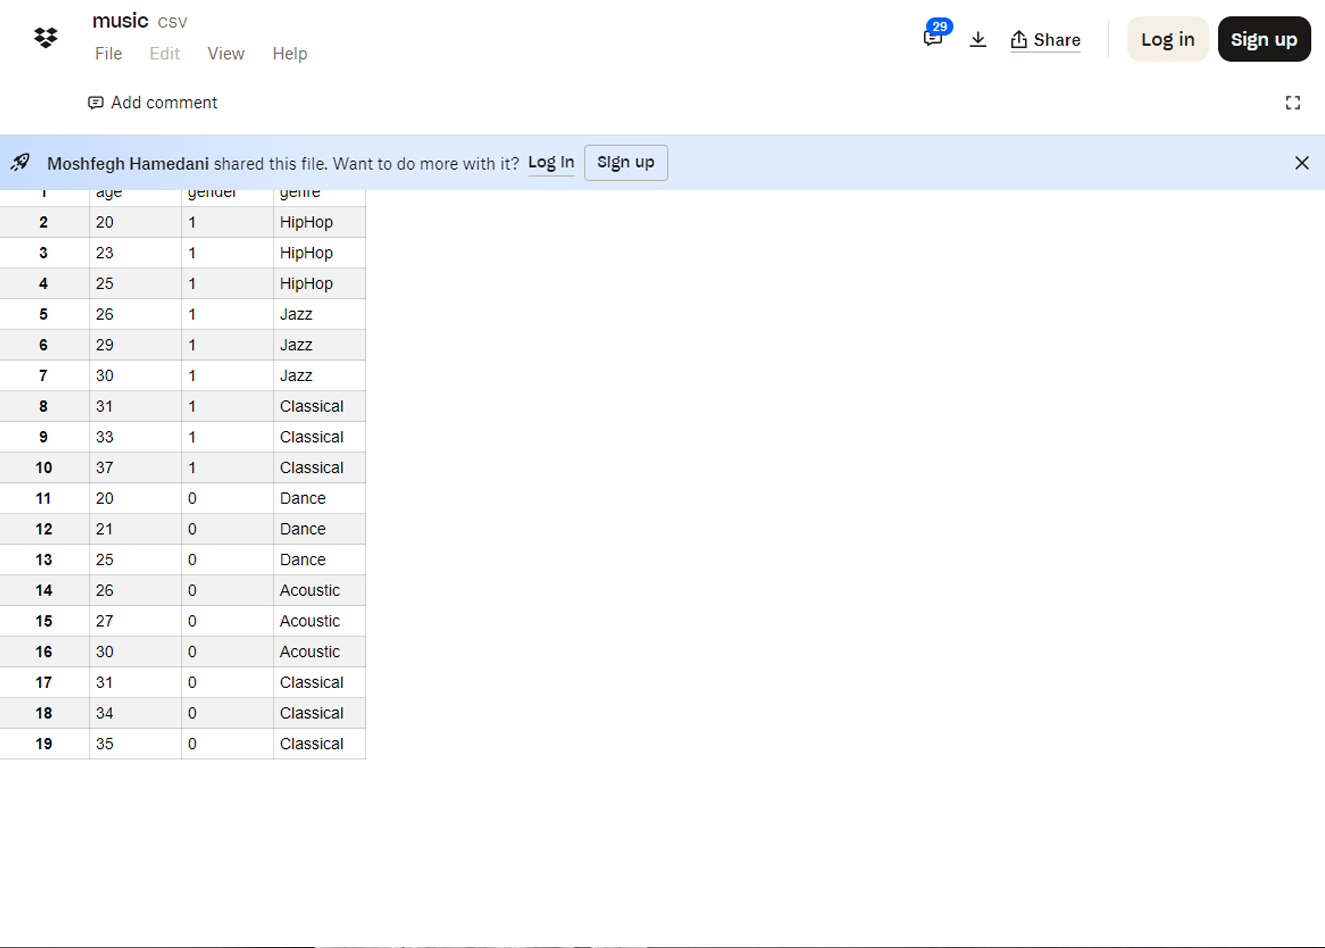 music CSV
File Edit View Help
29
Share
Log in
Sign up
Add comment
Moshfegh Hamedani shared this file. Want to do more with it? Log in Sign up
1 age gender genre
2 20 1 HipHop
3 23 1 HipHop
4 25 1 HipHop
5 26 1 Jazz
6 29 1 Jazz
7 30 1 Jazz
8 31 1 Classical
9 33 1 Classical
10 37 1 Classical
11 20 0 Dance
12 21 0 Dance
13 25 0 Dance
14 26 0 Acoustic
15 27 0 Acoustic
16 30 0 Acoustic
17 31 0 Classical
18 34 0 Classical
19 35 0 Classical